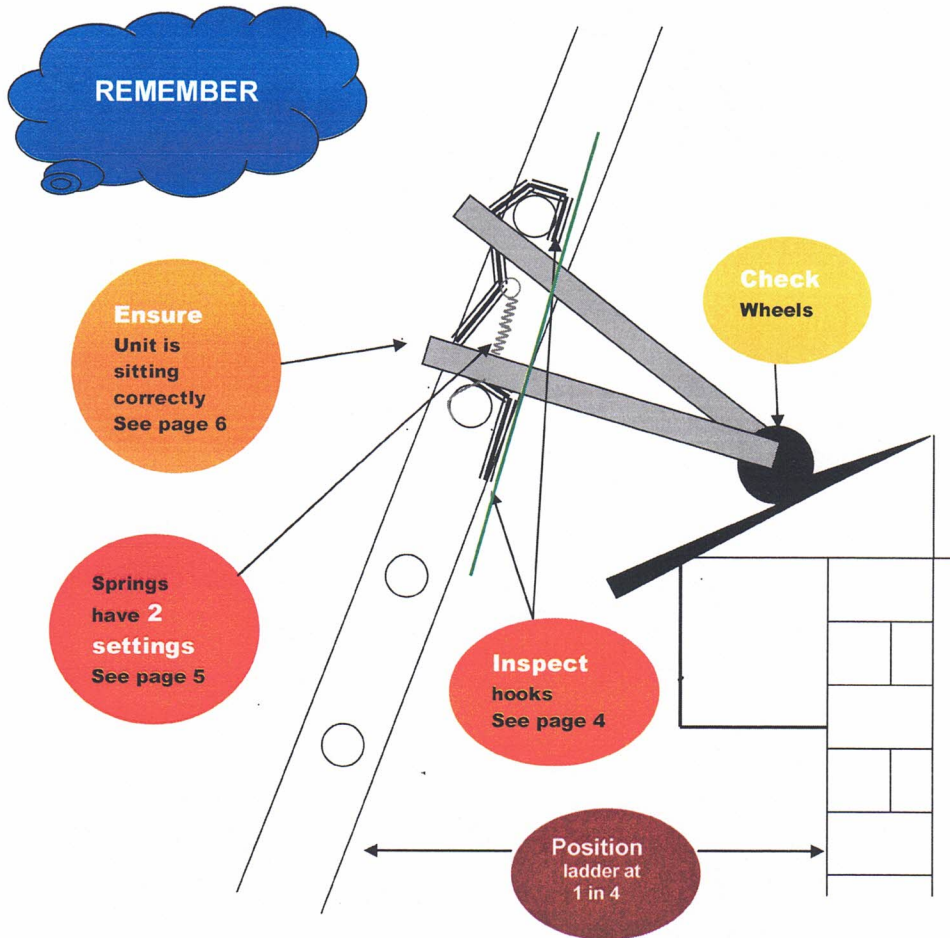 REMEMBER
Check
Wheels
Ensure
Unit is
sitting
correctly
See page 6
Springs
have 2
settings
See page 5
Inspect
hooks
See page 4
Position
ladder at
1 in 4